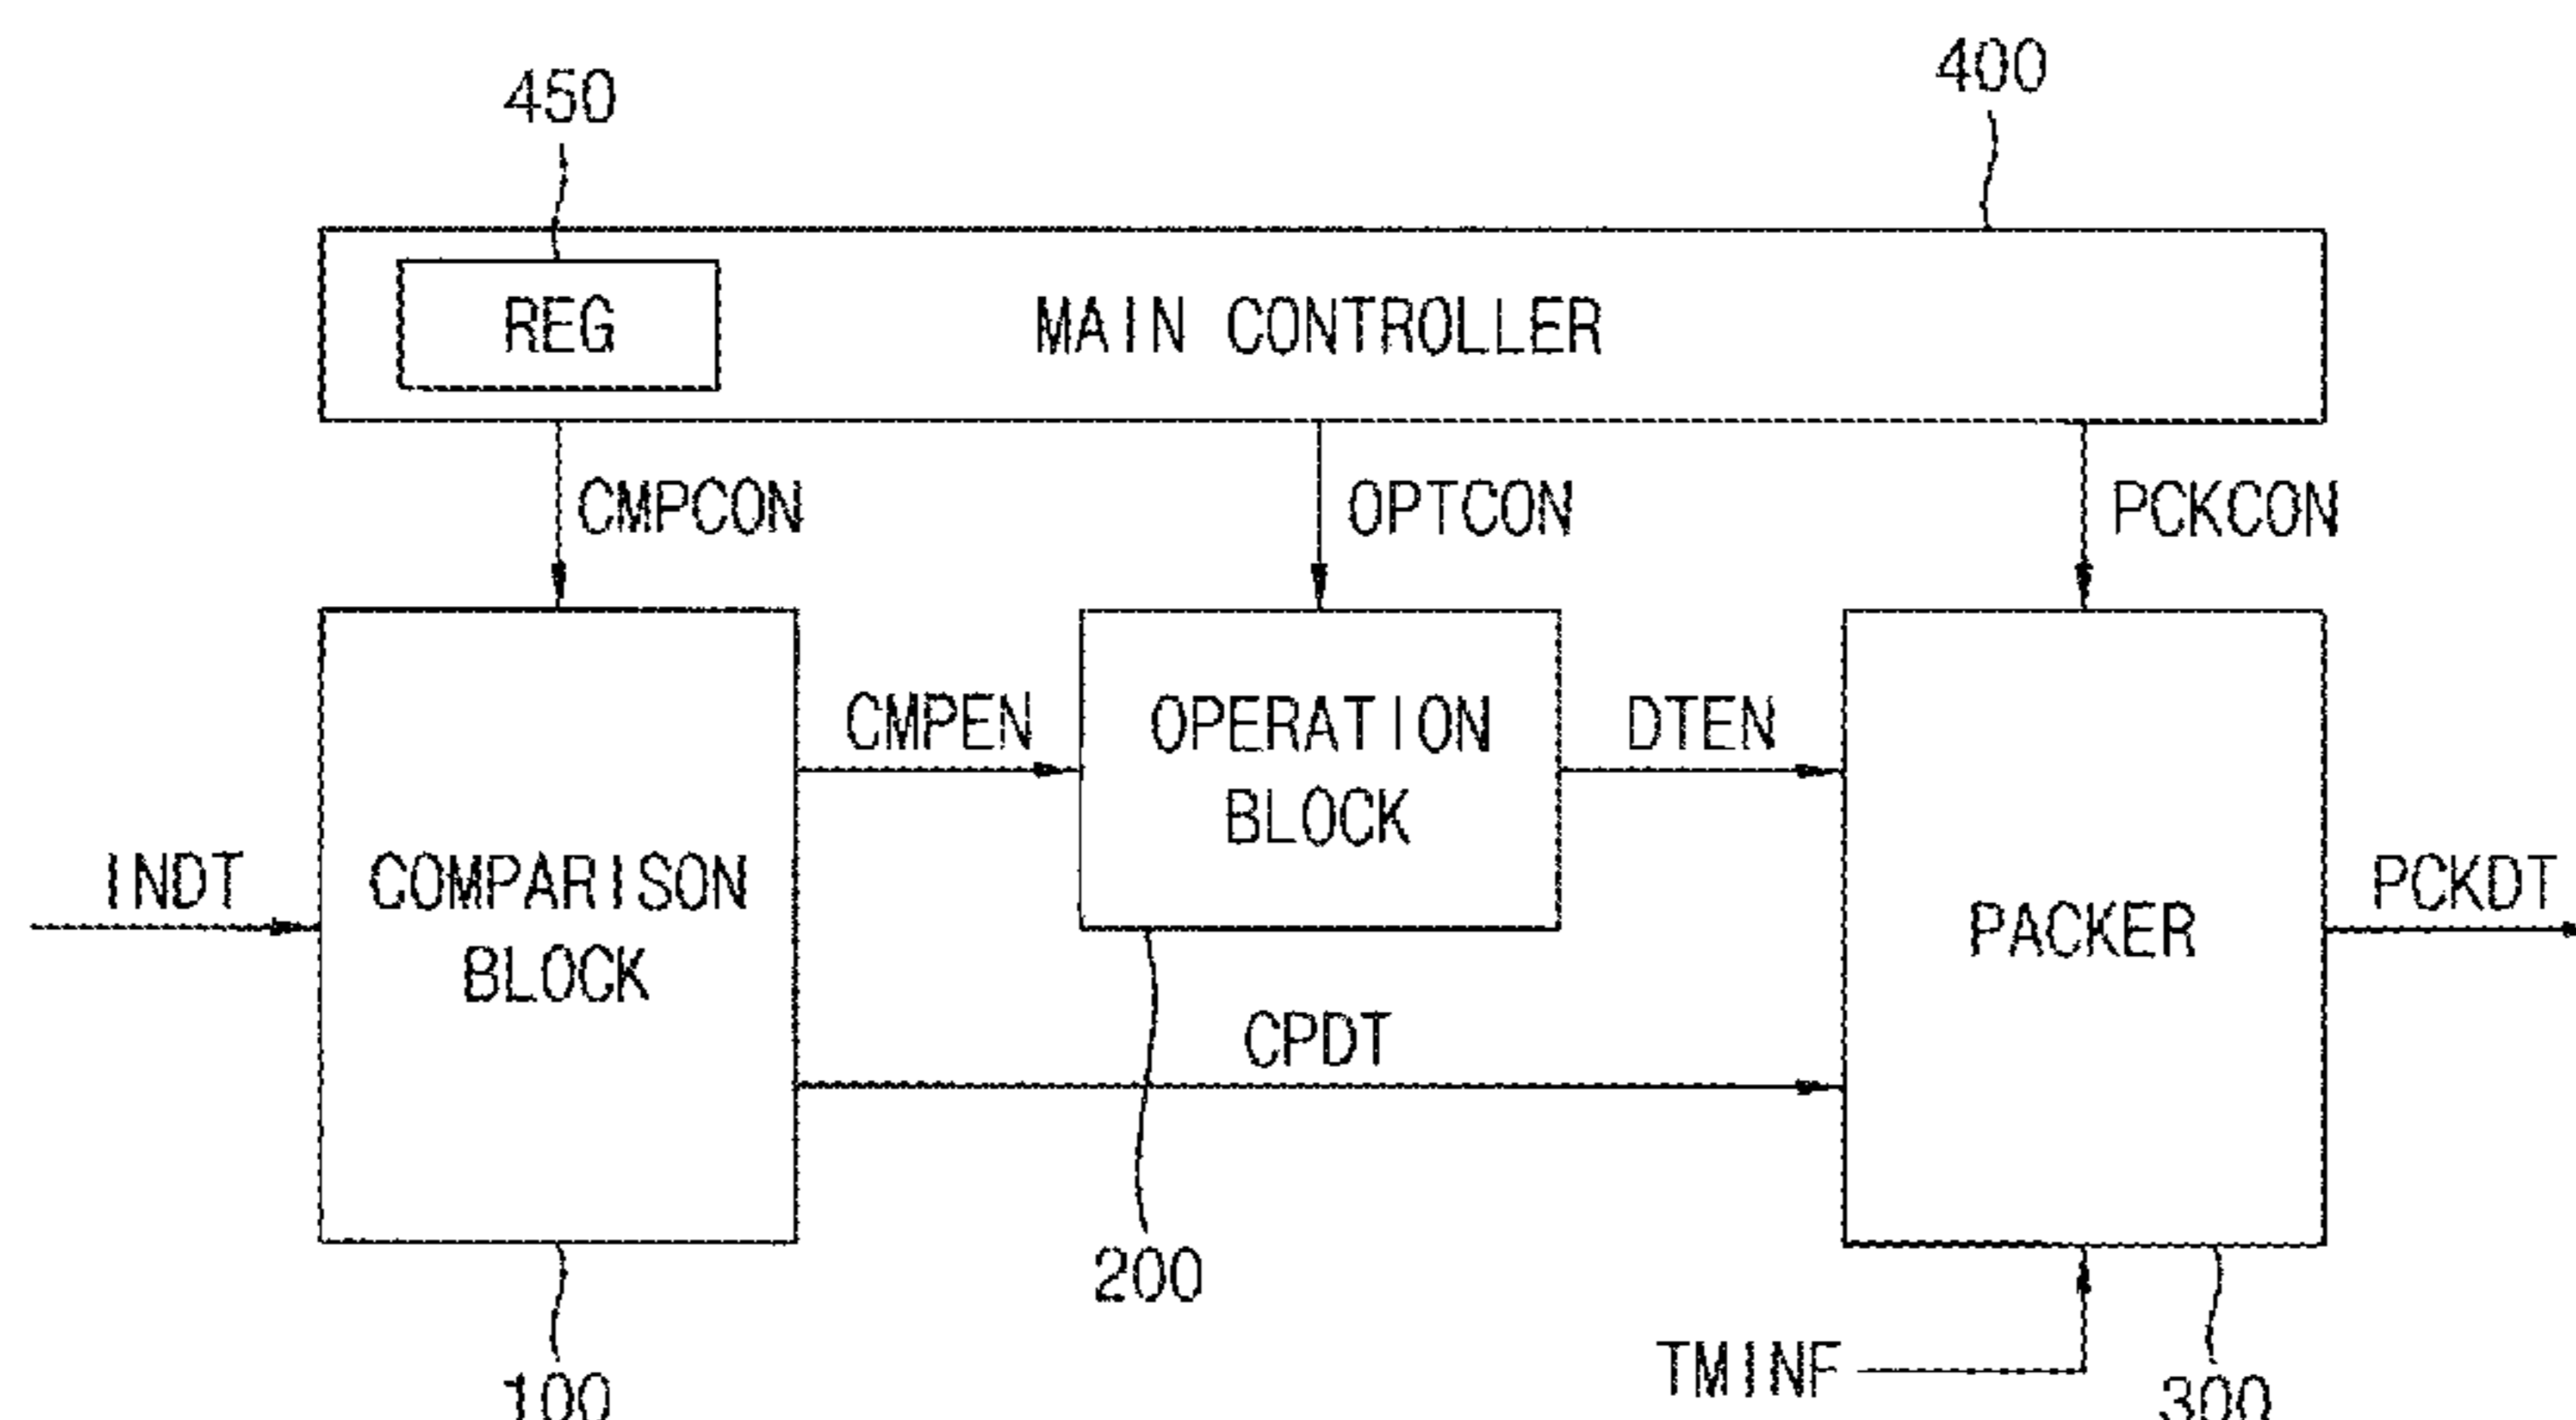 450
400
REG
MAIN CONTROLLER
CMPCON
OPTCON
PCKCON
CMPEN
OPERATION
BLOCK
DTEN
INDT
COMPARISON
BLOCK
PACKER
PCKDT
CPDT
200
TMINF
100
300